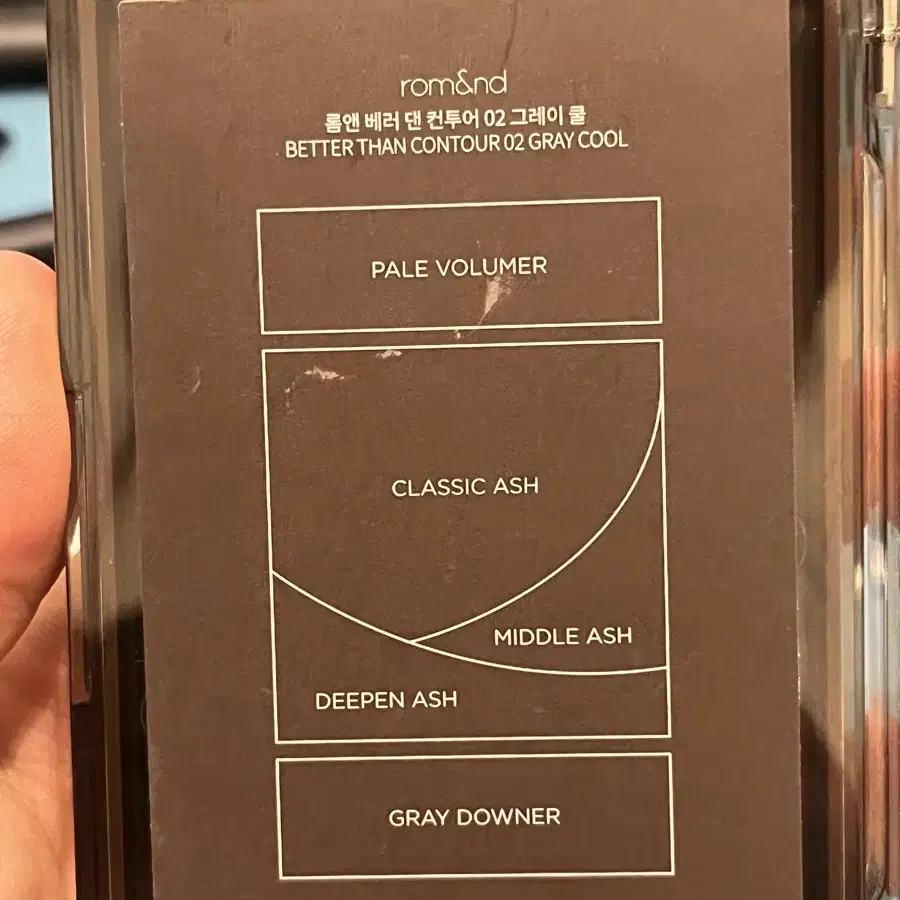 rom&nd
롬앤 베러 댄 컨투어 02 그레이 쿨
BETTER THAN CONTOUR 02 GRAY COOL
PALE VOLUMER
CLASSIC ASH
MIDDLE ASH
DEEPEN ASH
GRAY DOWNER